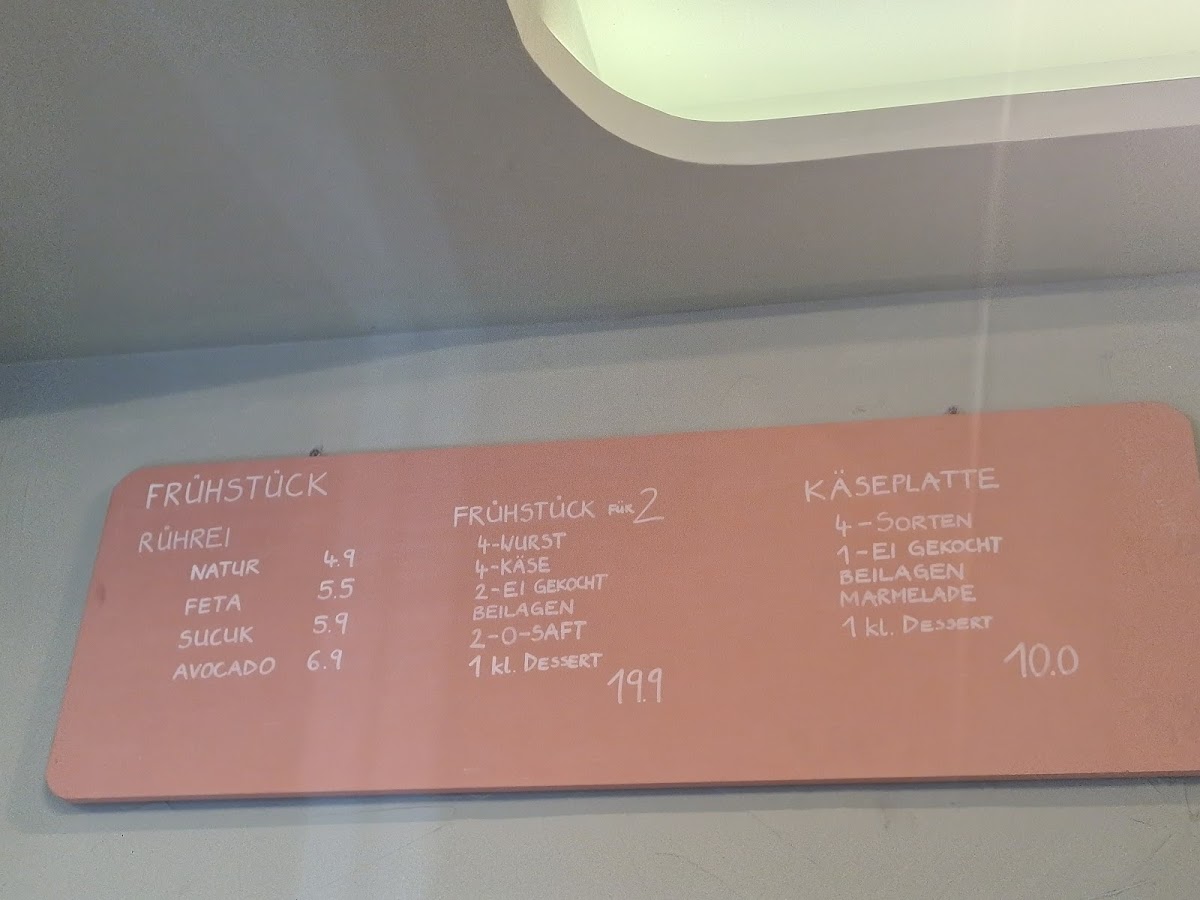 FRÜHSTÜCK
RÜHREI
NATUR 4.9
FETA 5.5
SUCUK 5.9
AVOCADO 6.9
FRÜHSTÜCK FÜR 2
4-WURST
4-KÄSE
2-EI GEKOCHT
BEILAGEN
2-O-SAFT
1 kl. DESSERT
19.9
KÄSEPLATTE
4-SORTEN
1-EI GEKOCHT
BEILAGEN
MARMELADE
1 kl. DESSERT
10.0